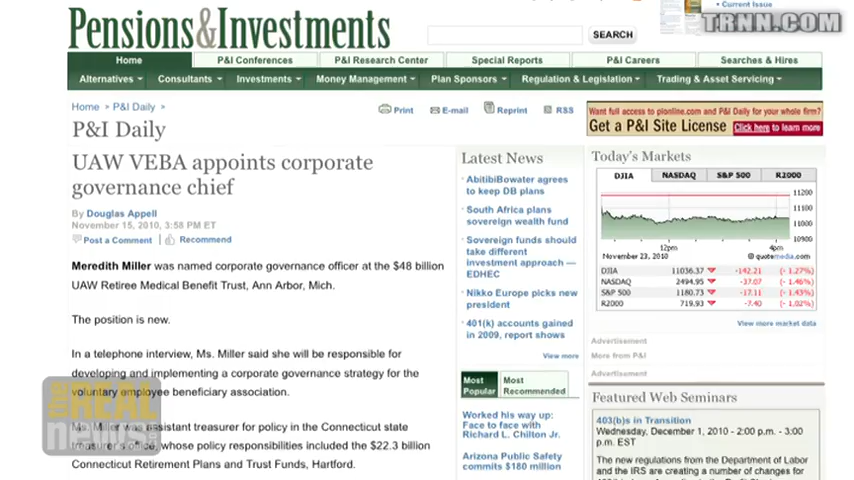 Current Issue
TRNN.COM
Pensions&Investments
SEARCH
Home
P&I Conferences
P&I Research Center
Special Reports
P&I Careers
Searches & Hires
Alternatives
Consultants
Investments
Money Management
Plan Sponsors
Regulation & Legislation
Trading & Asset Servicing
Home > P&I Daily >
Print
E-mail
Reprint
RSS
P&I Daily
UAW VEBA appoints corporate
governance chief
By Douglas Appell
November 15, 2010, 3:58 PM ET
Post a Comment | Recommend
Meredith Miller was named corporate governance officer at the $48 billion
UAW Retiree Medical Benefit Trust, Ann Arbor, Mich.
The position is new.
In a telephone interview, Ms. Miller said she will be responsible for
developing and implementing a corporate governance strategy for the
voluntary employee beneficiary association.
Ms. Miller was assistant treasurer for policy in the Connecticut state
treasurer's office, whose policy responsibilities included the $22.3 billion
Connecticut Retirement Plans and Trust Funds, Hartford.
the REAL
news
Latest News
AbitibiBowater agrees
to keep DB plans
South Africa plans
sovereign wealth fund
Sovereign funds should
take different
investment approach —
EDHEC
Nikko Europe picks new
president
401(k) accounts gained
in 2009, report shows
View more
Most
Popular
Most
Recommended
Worked his way up:
Face to face with
Richard L. Chilton Jr.
Arizona Public Safety
commits $180 million
Want full access to pionline.com and P&I Daily for your whole firm?
Get a P&I Site License Click here to learn more
Today's Markets
DJIA
NASDAQ
S&P 500
R2000
11200
11100
10900
12pm
4pm
November 23, 2010
quotemedia.com
DJIA 11036.37 -142.21 (-1.27%)
NASDAQ 2494.95 -37.07 (-1.46%)
S&P 500 1180.73 -17.11 (-1.43%)
R2000 719.93 -7.40 (-1.02%)
View more market data
Advertisement
More from P&I
Advertisement
Featured Web Seminars
403(b)s in Transition
Wednesday, December 1, 2010 - 2:00 p.m. - 3:00
p.m. EST
The new regulations from the Department of Labor
and the IRS are creating a number of changes for